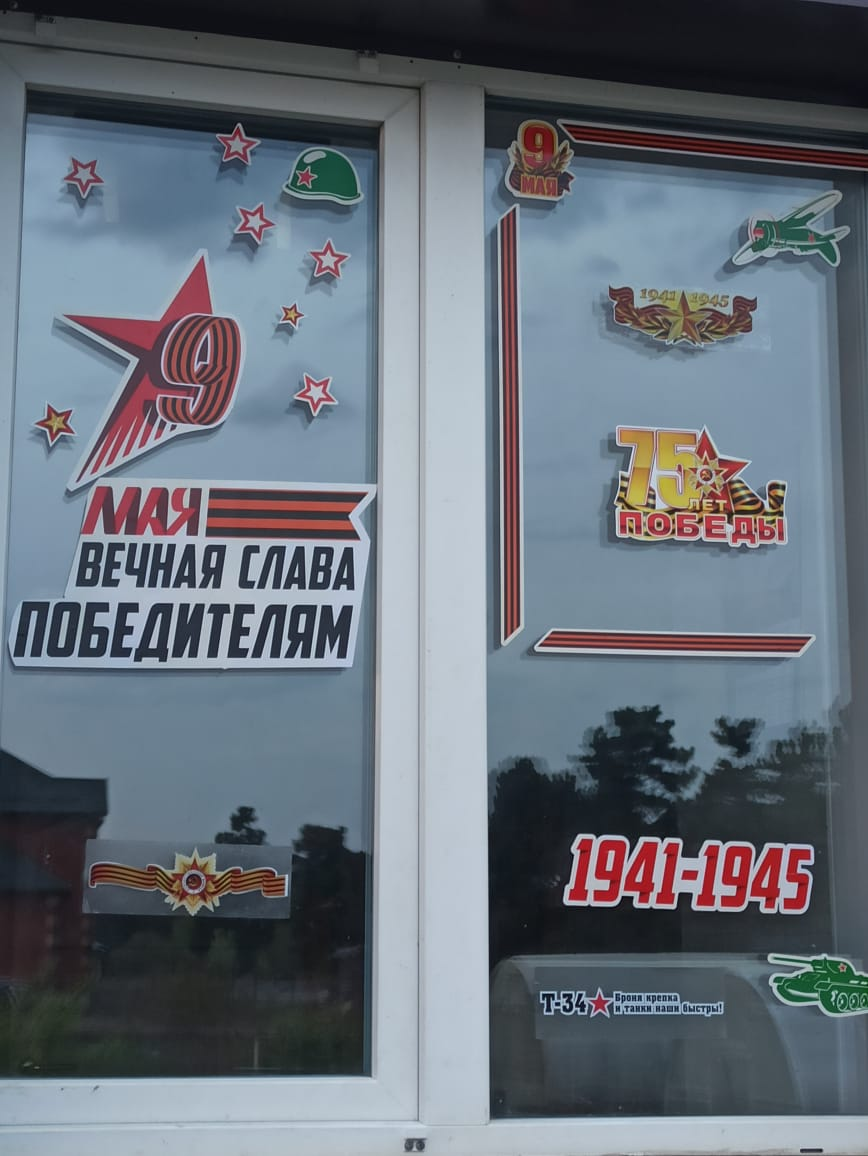 9
МАЯ
ВЕЧНАЯ СЛАВА
ПОБЕДИТЕЛЯМ
9
МАЯ
1941 1945
75
ЛЕТ
ПОБЕДЫ
1941-1945
Т-34 Броня крепка
и танки наши быстры!